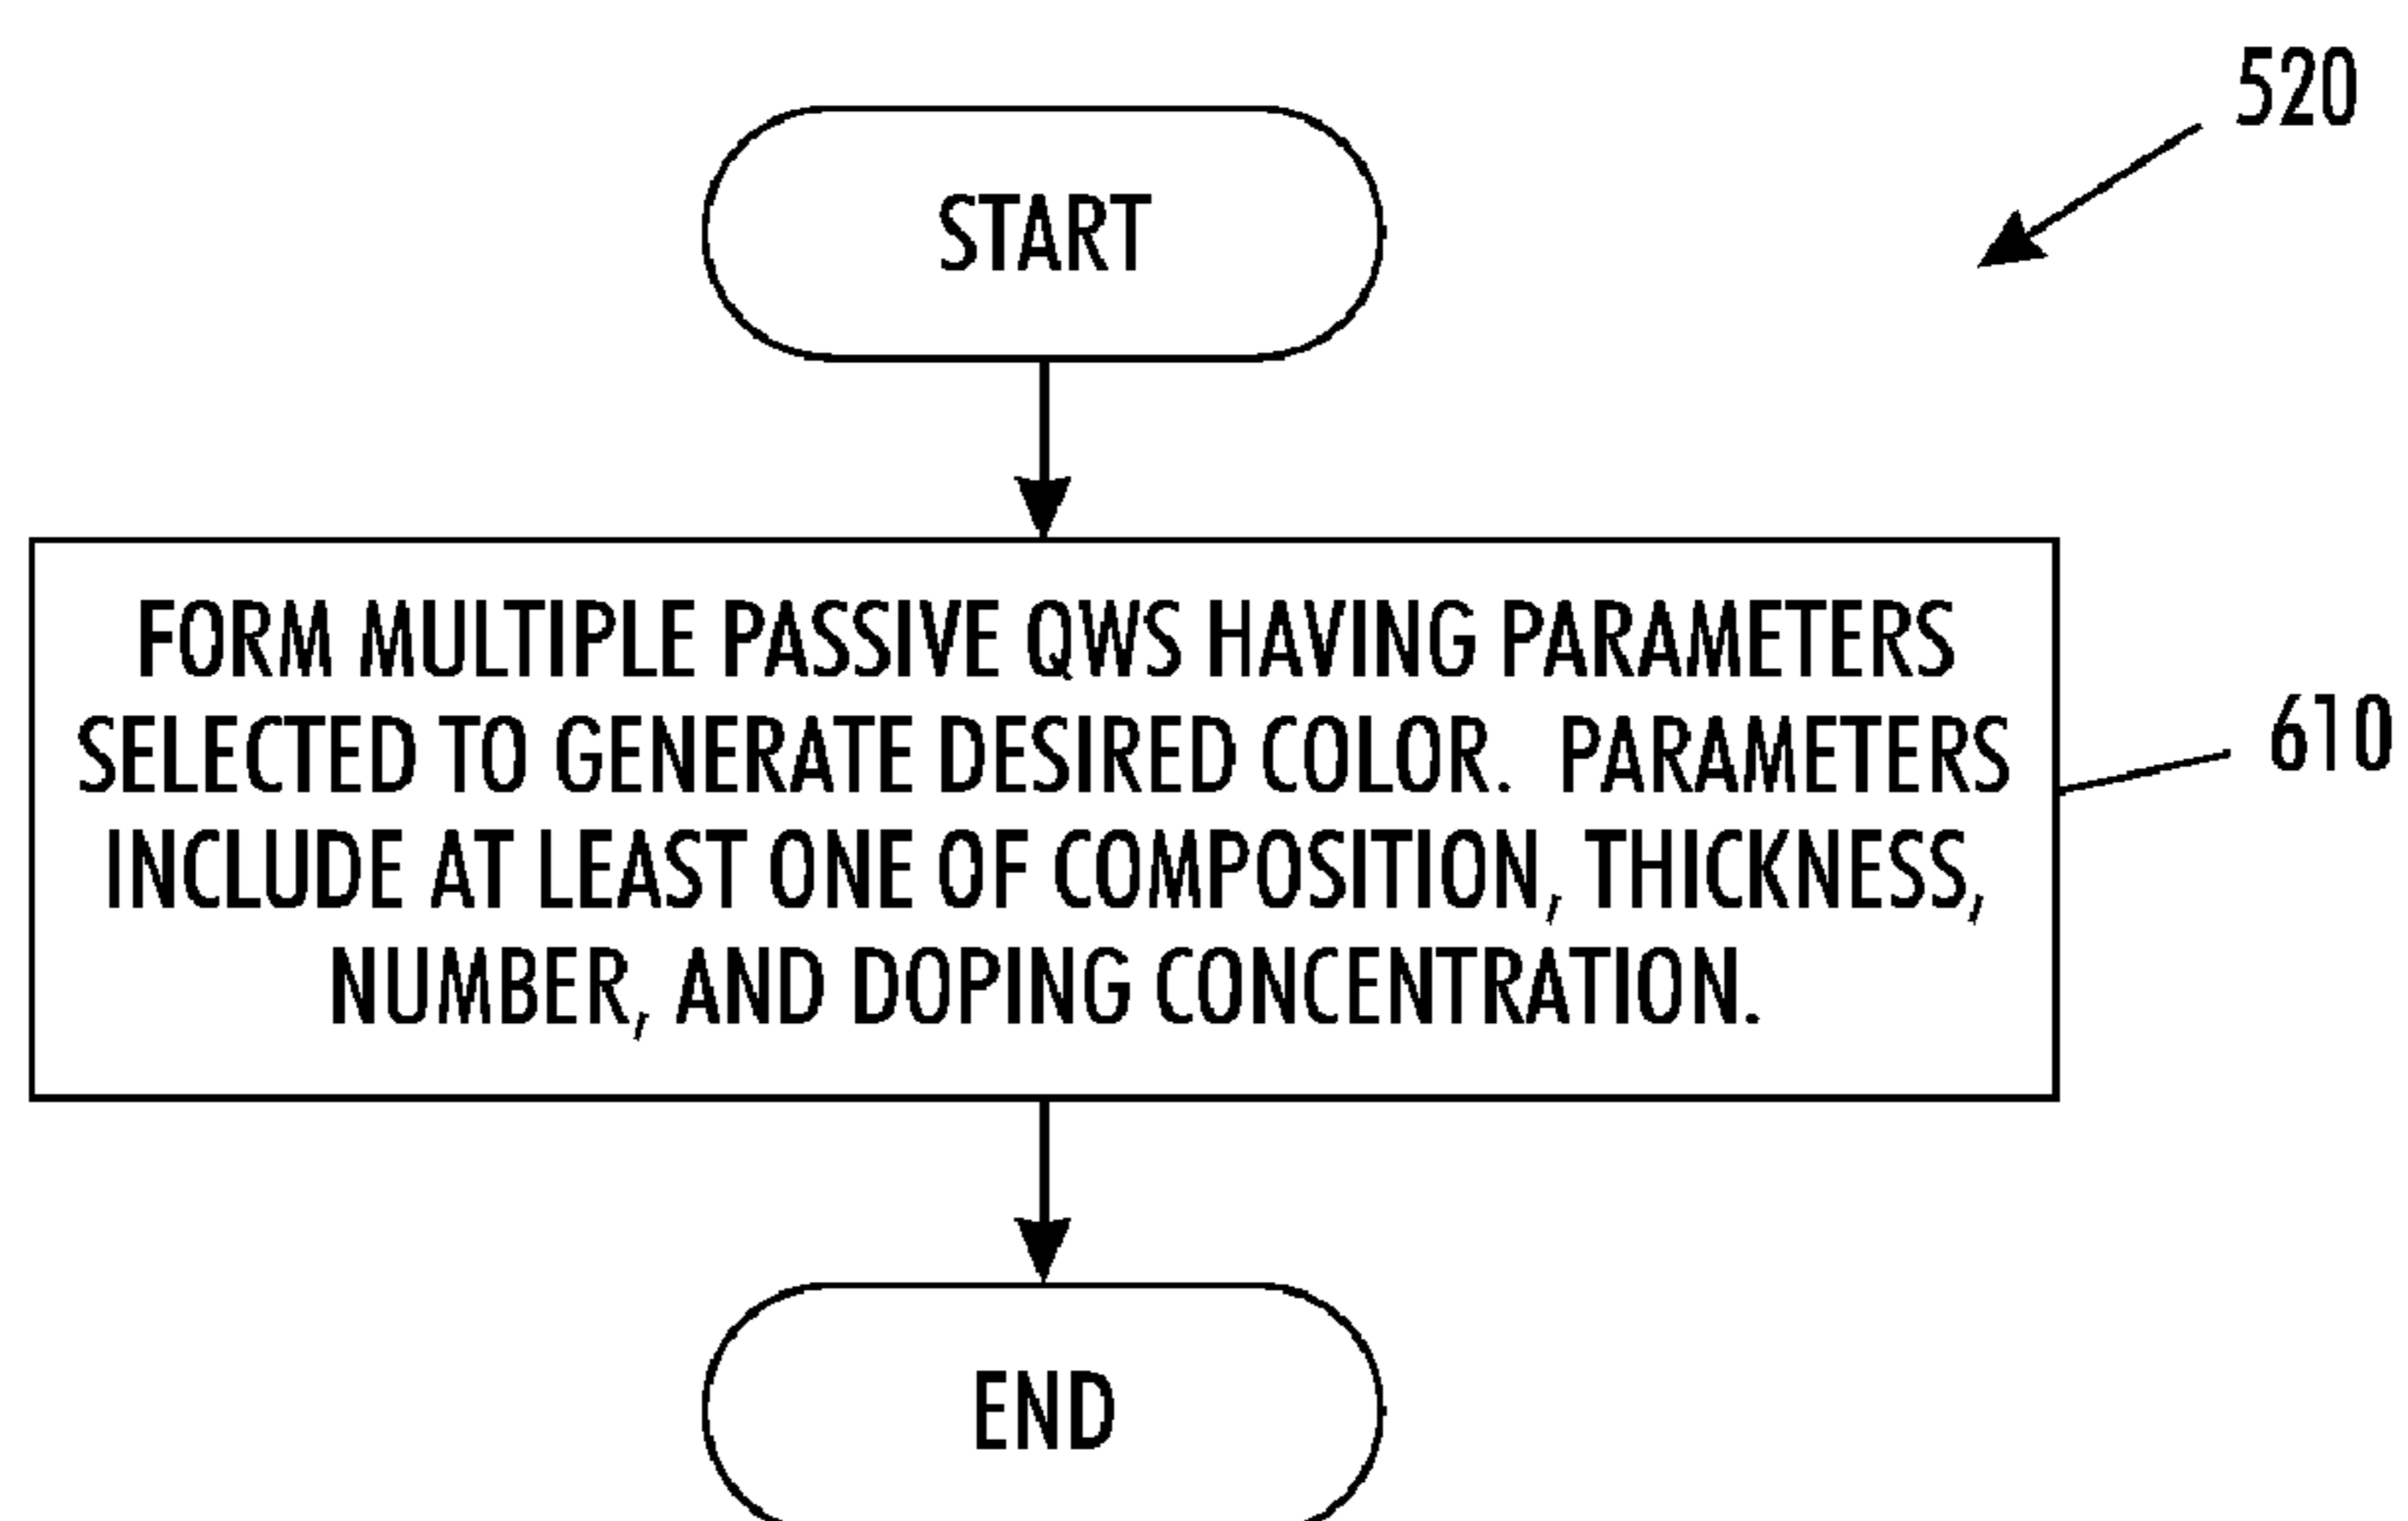 520
START
FORM MULTIPLE PASSIVE QWS HAVING PARAMETERS
SELECTED TO GENERATE DESIRED COLOR. PARAMETERS
INCLUDE AT LEAST ONE OF COMPOSITION, THICKNESS,
NUMBER, AND DOPING CONCENTRATION.
610
END